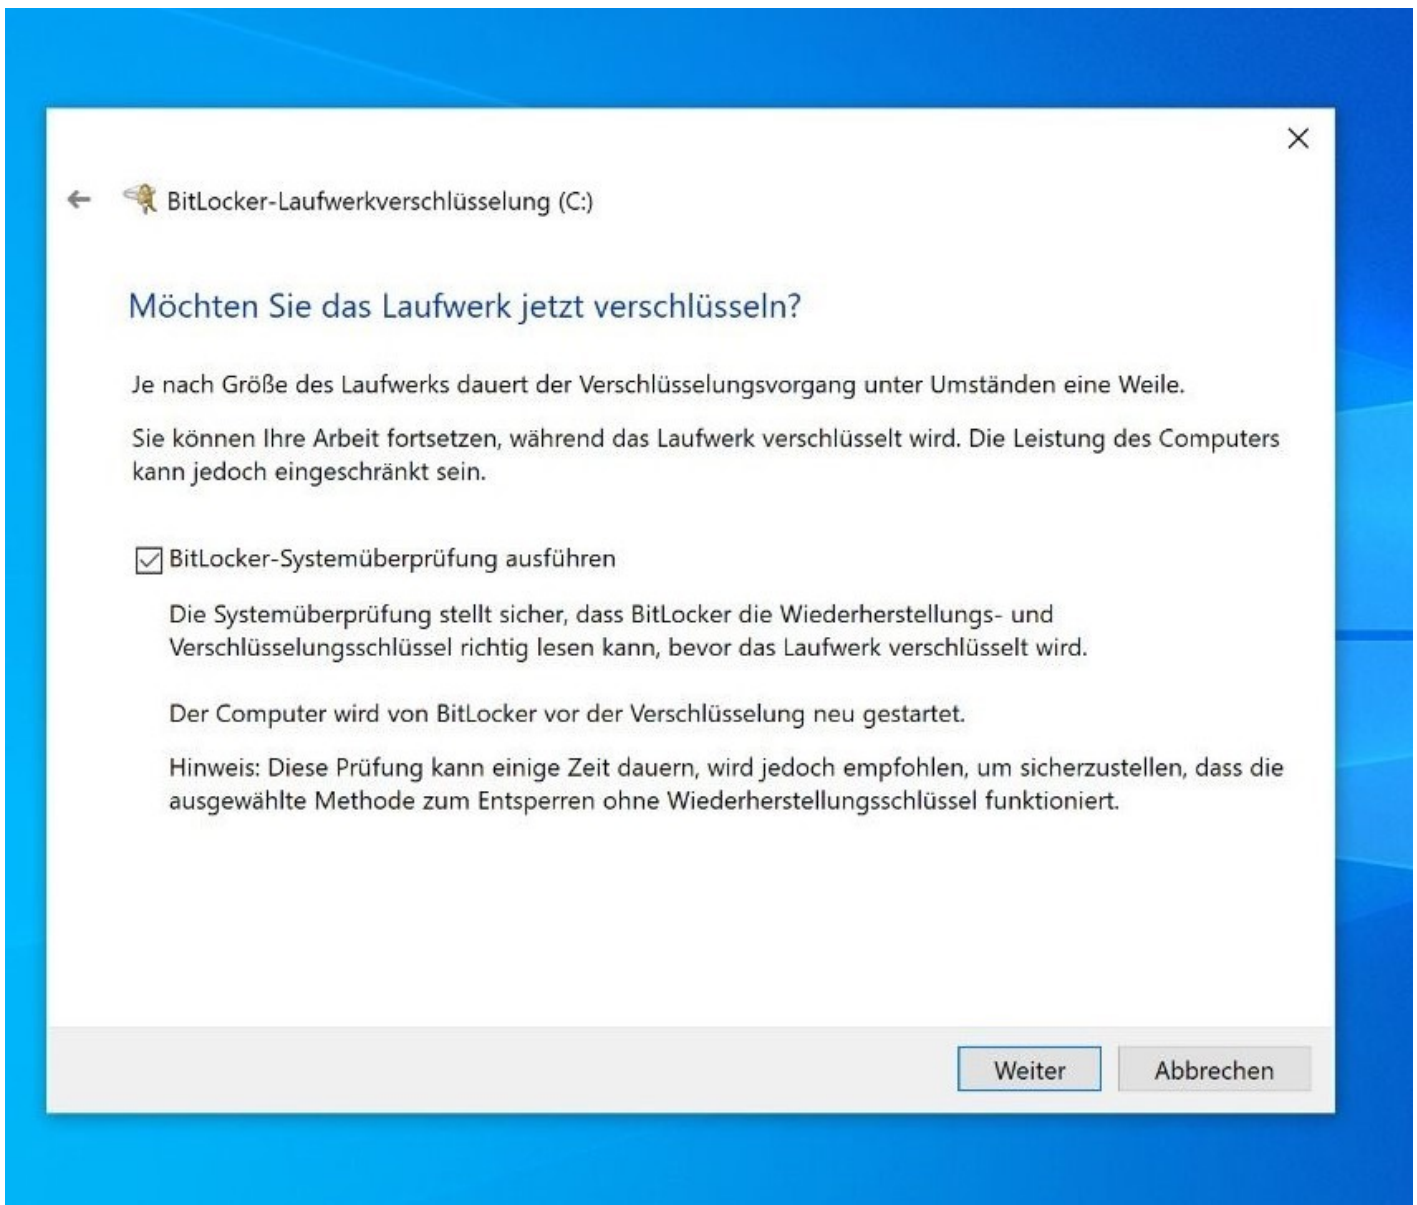 BitLocker-Laufwerkverschlüsselung (C:)
Möchten Sie das Laufwerk jetzt verschlüsseln?
Je nach Größe des Laufwerks dauert der Verschlüsselungsvorgang unter Umständen eine Weile.
Sie können Ihre Arbeit fortsetzen, während das Laufwerk verschlüsselt wird. Die Leistung des Computers
kann jedoch eingeschränkt sein.
BitLocker-Systemüberprüfung ausführen
Die Systemüberprüfung stellt sicher, dass BitLocker die Wiederherstellungs- und
Verschlüsselungsschlüssel richtig lesen kann, bevor das Laufwerk verschlüsselt wird.
Der Computer wird von BitLocker vor der Verschlüsselung neu gestartet.
Hinweis: Diese Prüfung kann einige Zeit dauern, wird jedoch empfohlen, um sicherzustellen, dass die
ausgewählte Methode zum Entsperren ohne Wiederherstellungsschlüssel funktioniert.
Weiter
Abbrechen